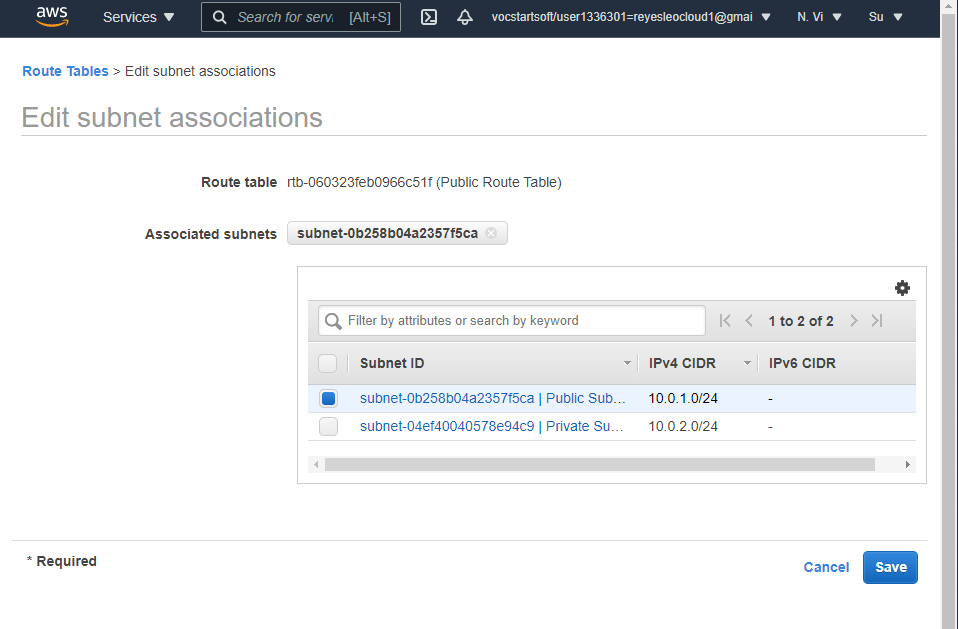 aws Services Search for serv [Alt+S] vocstartsoft/user1336301=reyesleocloud1@gmai N. Vi Su
Route Tables > Edit subnet associations
Edit subnet associations
Route table rtb-060323feb0966c51f (Public Route Table)
Associated subnets subnet-0b258b04a2357f5ca
Filter by attributes or search by keyword 1 to 2 of 2
Subnet ID IPv4 CIDR IPv6 CIDR
subnet-0b258b04a2357f5ca | Public Sub... 10.0.1.0/24 -
subnet-04ef40040578e94c9 | Private Su... 10.0.2.0/24 -
* Required
Cancel Save